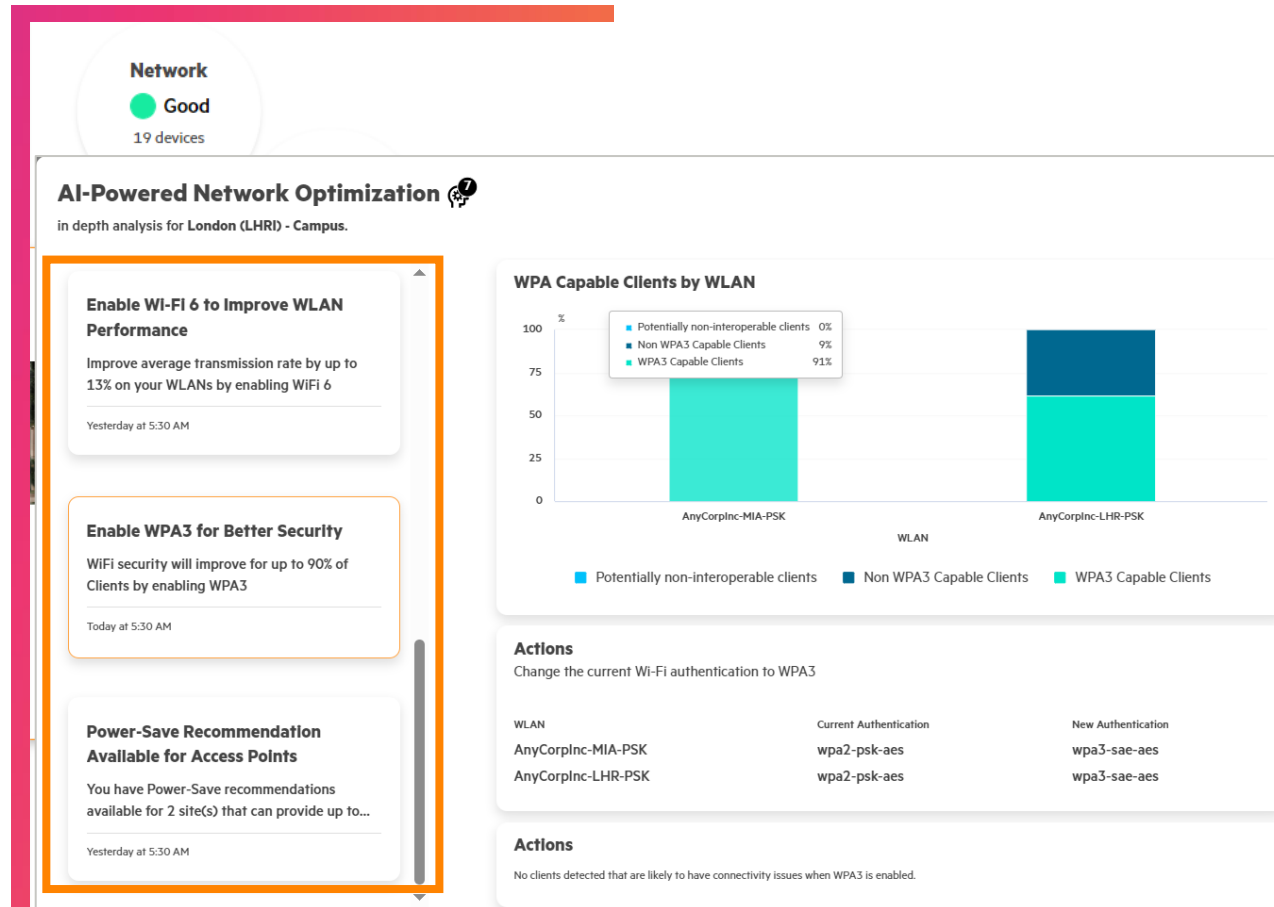 Network
Good
19 devices
AI-Powered Network Optimization
7
in depth analysis for London (LHRI) - Campus.
Enable Wi-Fi 6 to Improve WLAN
Performance
Improve average transmission rate by up to
13% on your WLANs by enabling WiFi 6
Yesterday at 5:30 AM
Enable WPA3 for Better Security
WiFi security will improve for up to 90% of
Clients by enabling WPA3
Today at 5:30 AM
Power-Save Recommendation
Available for Access Points
You have Power-Save recommendations
available for 2 site(s) that can provide up to...
Yesterday at 5:30 AM
WPA Capable Clients by WLAN
%
100
75
50
25
0
Potentially non-interoperable clients 0%
Non WPA3 Capable Clients 9%
WPA3 Capable Clients 91%
AnyCorpInc-MIA-PSK
AnyCorpInc-LHR-PSK
WLAN
Potentially non-interoperable clients
Non WPA3 Capable Clients
WPA3 Capable Clients
Actions
Change the current Wi-Fi authentication to WPA3
WLAN Current Authentication New Authentication
AnyCorpInc-MIA-PSK wpa2-psk-aes wpa3-sae-aes
AnyCorpInc-LHR-PSK wpa2-psk-aes wpa3-sae-aes
Actions
No clients detected that are likely to have connectivity issues when WPA3 is enabled.